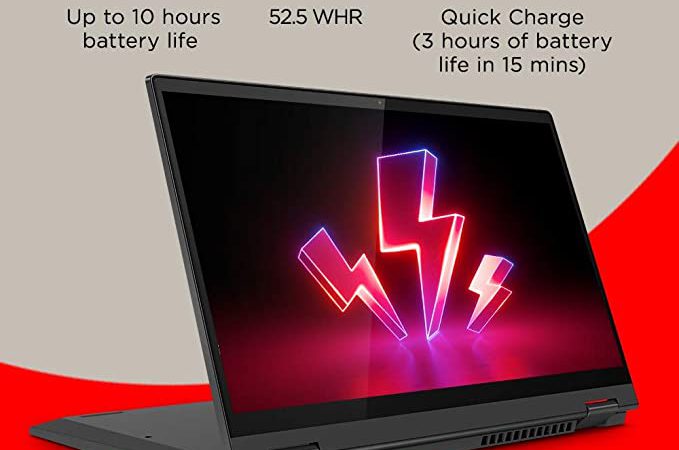 Up to 10 hours
battery life
52.5 WHR
Quick Charge
(3 hours of battery
life in 15 mins)